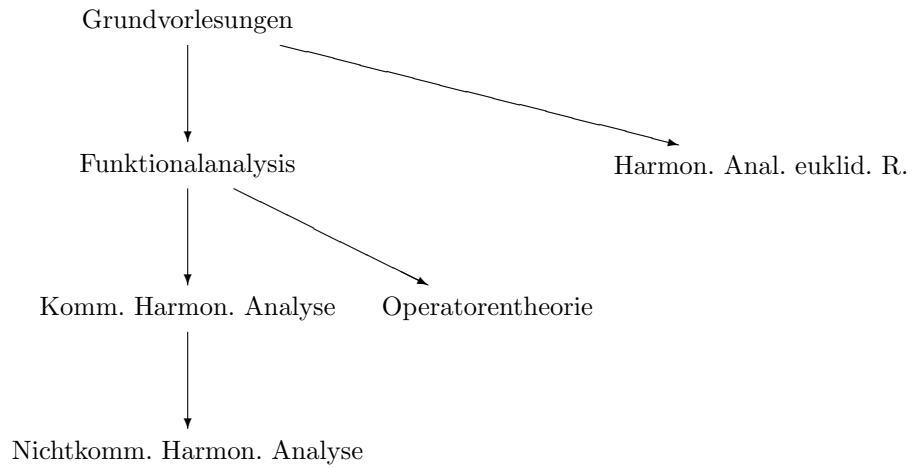 Grundvorlesungen
Funktionalanalysis
Harmon. Anal. euklid. R.
Komm. Harmon. Analyse
Operatorentheorie
Nichtkomm. Harmon. Analyse